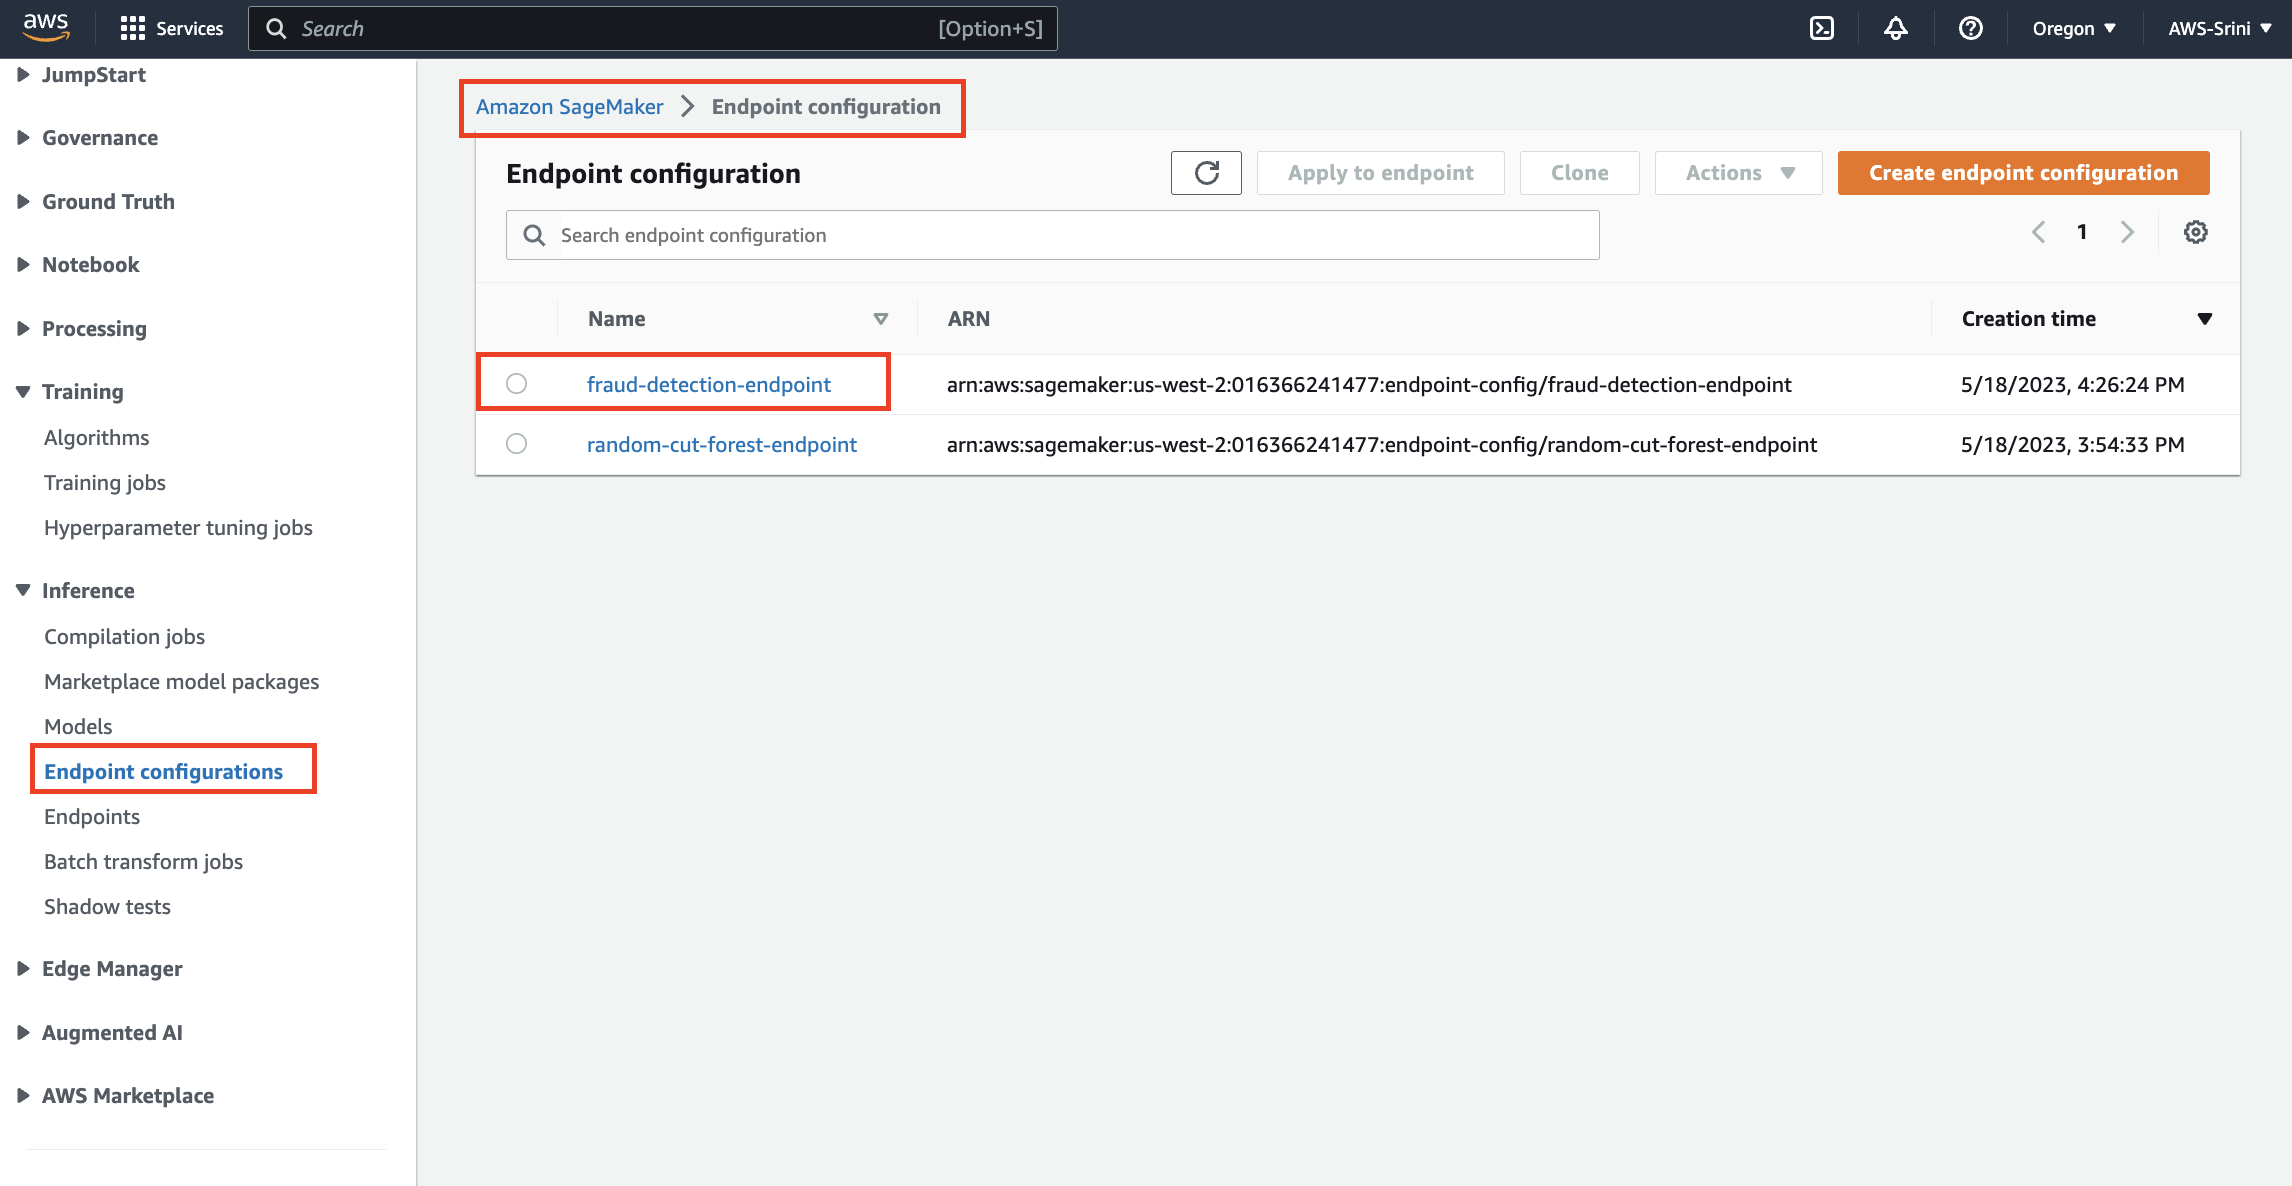 aws Services Search [Option+S] Oregon AWS-Srini
JumpStart
Governance
Ground Truth
Notebook
Processing
Training
Algorithms
Training jobs
Hyperparameter tuning jobs
Inference
Compilation jobs
Marketplace model packages
Models
Endpoint configurations
Endpoints
Batch transform jobs
Shadow tests
Edge Manager
Augmented AI
AWS Marketplace
Amazon SageMaker Endpoint configuration
Endpoint configuration Apply to endpoint Clone Actions Create endpoint configuration
Search endpoint configuration 1
Name ARN Creation time
fraud-detection-endpoint arn:aws:sagemaker:us-west-2:016366241477:endpoint-config/fraud-detection-endpoint 5/18/2023, 4:26:24 PM
random-cut-forest-endpoint arn:aws:sagemaker:us-west-2:016366241477:endpoint-config/random-cut-forest-endpoint 5/18/2023, 3:54:33 PM